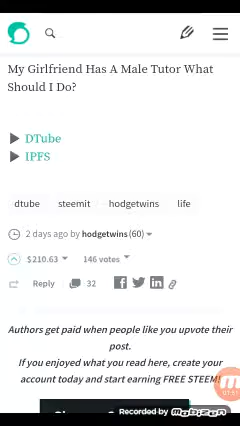 My Girlfriend Has A Male Tutor What
Should I Do?
DTube
IPFS
dtube steemit hodgetwins life
2 days ago by hodgetwins(60)
$210.63 146 votes
Reply 32
Authors get paid when people like you upvote their
post.
If you enjoyed what you read here, create your
account today and start earning FREE STEEM!
Recorded by mobizen